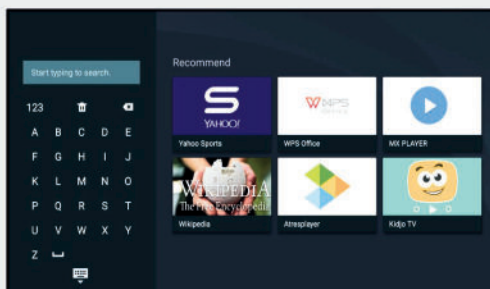 Start typing to search.
123
A B C D E
F G H I J
K L M N O
P Q R S T
U V W X Y
Z
Recommend
S
YAHOO!
Yahoo Sports
W WPS
WPS Office
MX PLAYER
WIKIPEDIA
The Free Encyclopedia
Wikipedia
Atresplayer
Kidjo TV